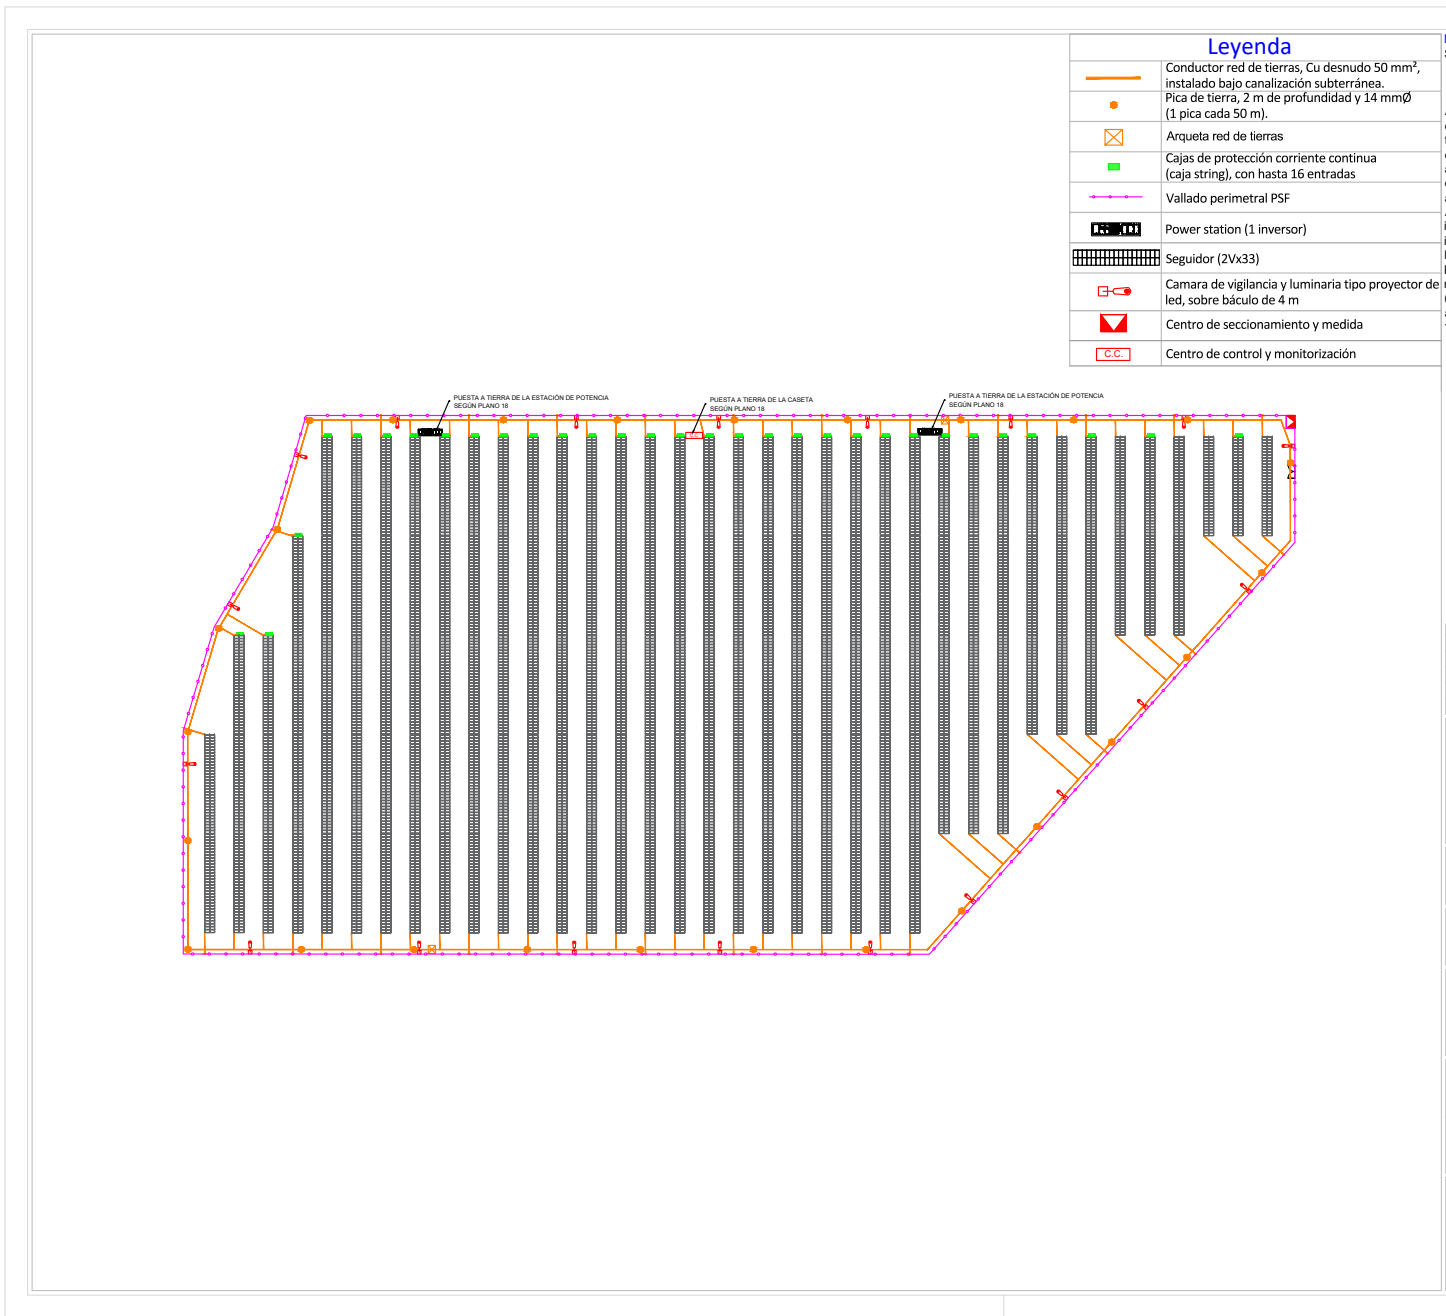 Leyenda
Conductor red de tierras, Cu desnudo 50 mm²,
instalado bajo canalización subterránea.
Pica de tierra, 2 m de profundidad y 14 mmØ
(1 pica cada 50 m).
Arqueta red de tierras
Cajas de protección corriente continua
(caja string), con hasta 16 entradas
Vallado perimetral PSF
Power station (1 inversor)
Seguidor (2Vx33)
Camara de vigilancia y luminaria tipo proyector de
led, sobre báculo de 4 m
Centro de seccionamiento y medida
C.C.
Centro de control y monitorización
PUESTA A TIERRA DE LA ESTACIÓN DE POTENCIA
SEGÚN PLANO 18
PUESTA A TIERRA DE LA CASETA
SEGÚN PLANO 18
PUESTA A TIERRA DE LA ESTACIÓN DE POTENCIA
SEGÚN PLANO 18
C.C.